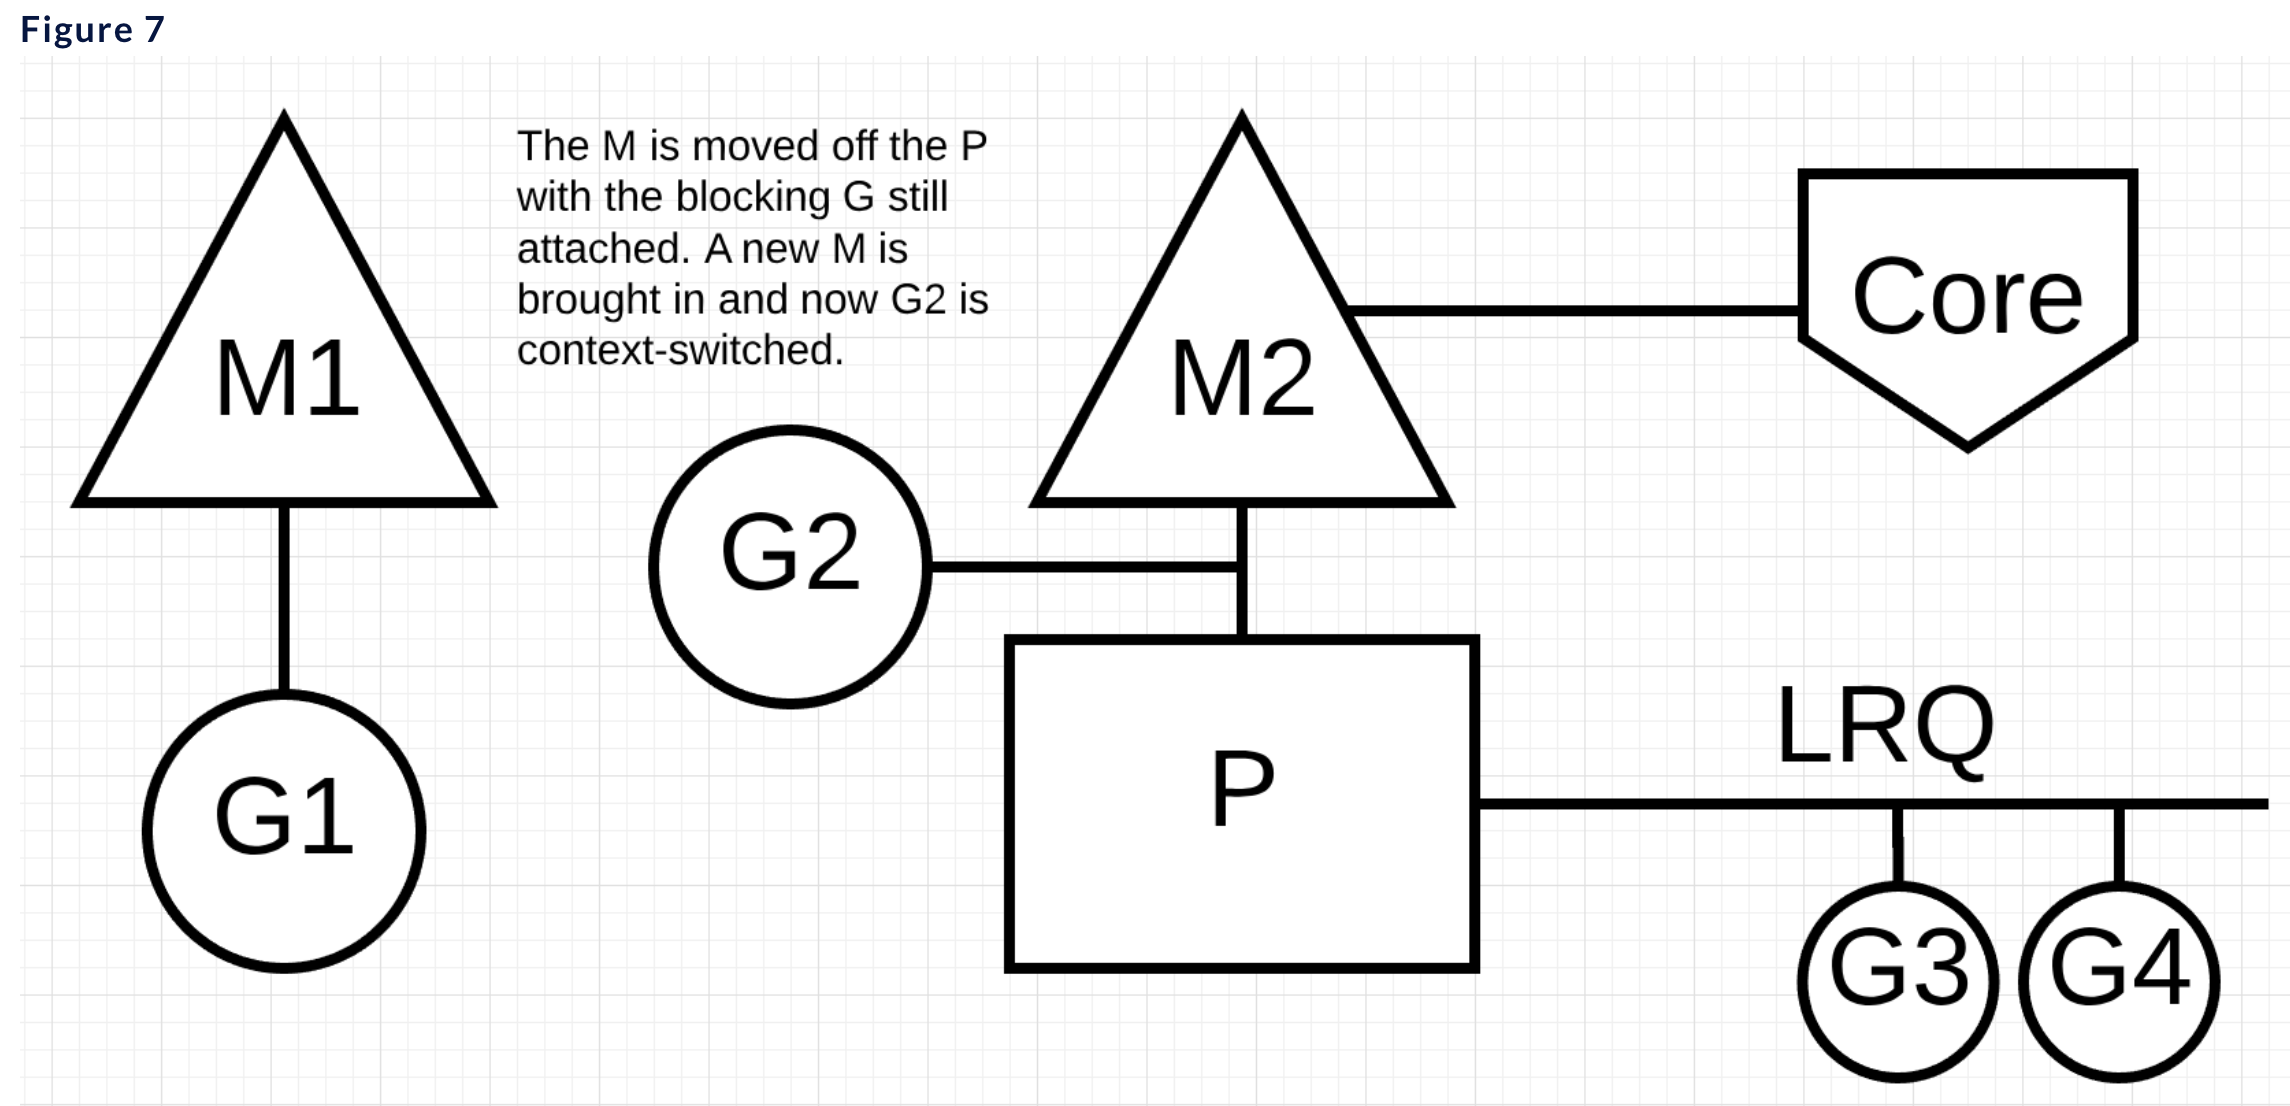 Figure 7
The M is moved off the P
with the blocking G still
attached. A new M is
brought in and now G2 is
context-switched.
M1
M2
Core
G2
G1
P
LRQ
G3
G4